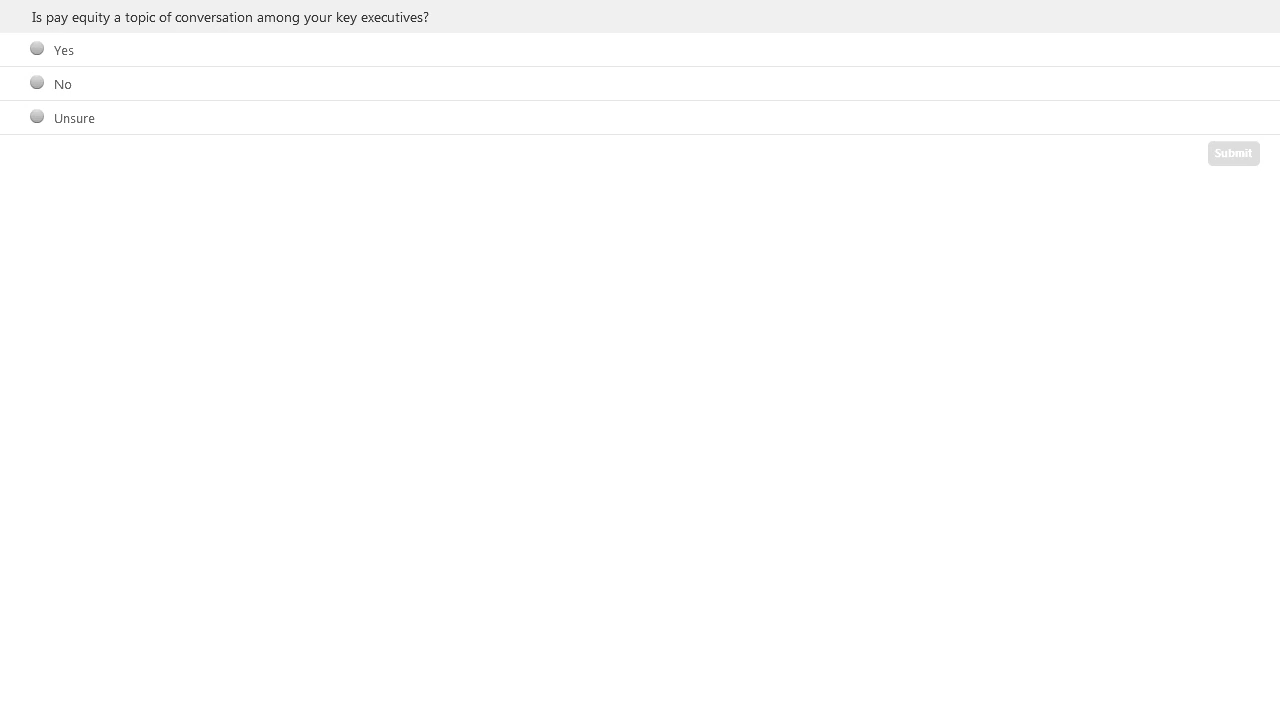 Is pay equity a topic of conversation among your key executives?
Yes
No
Unsure
Submit